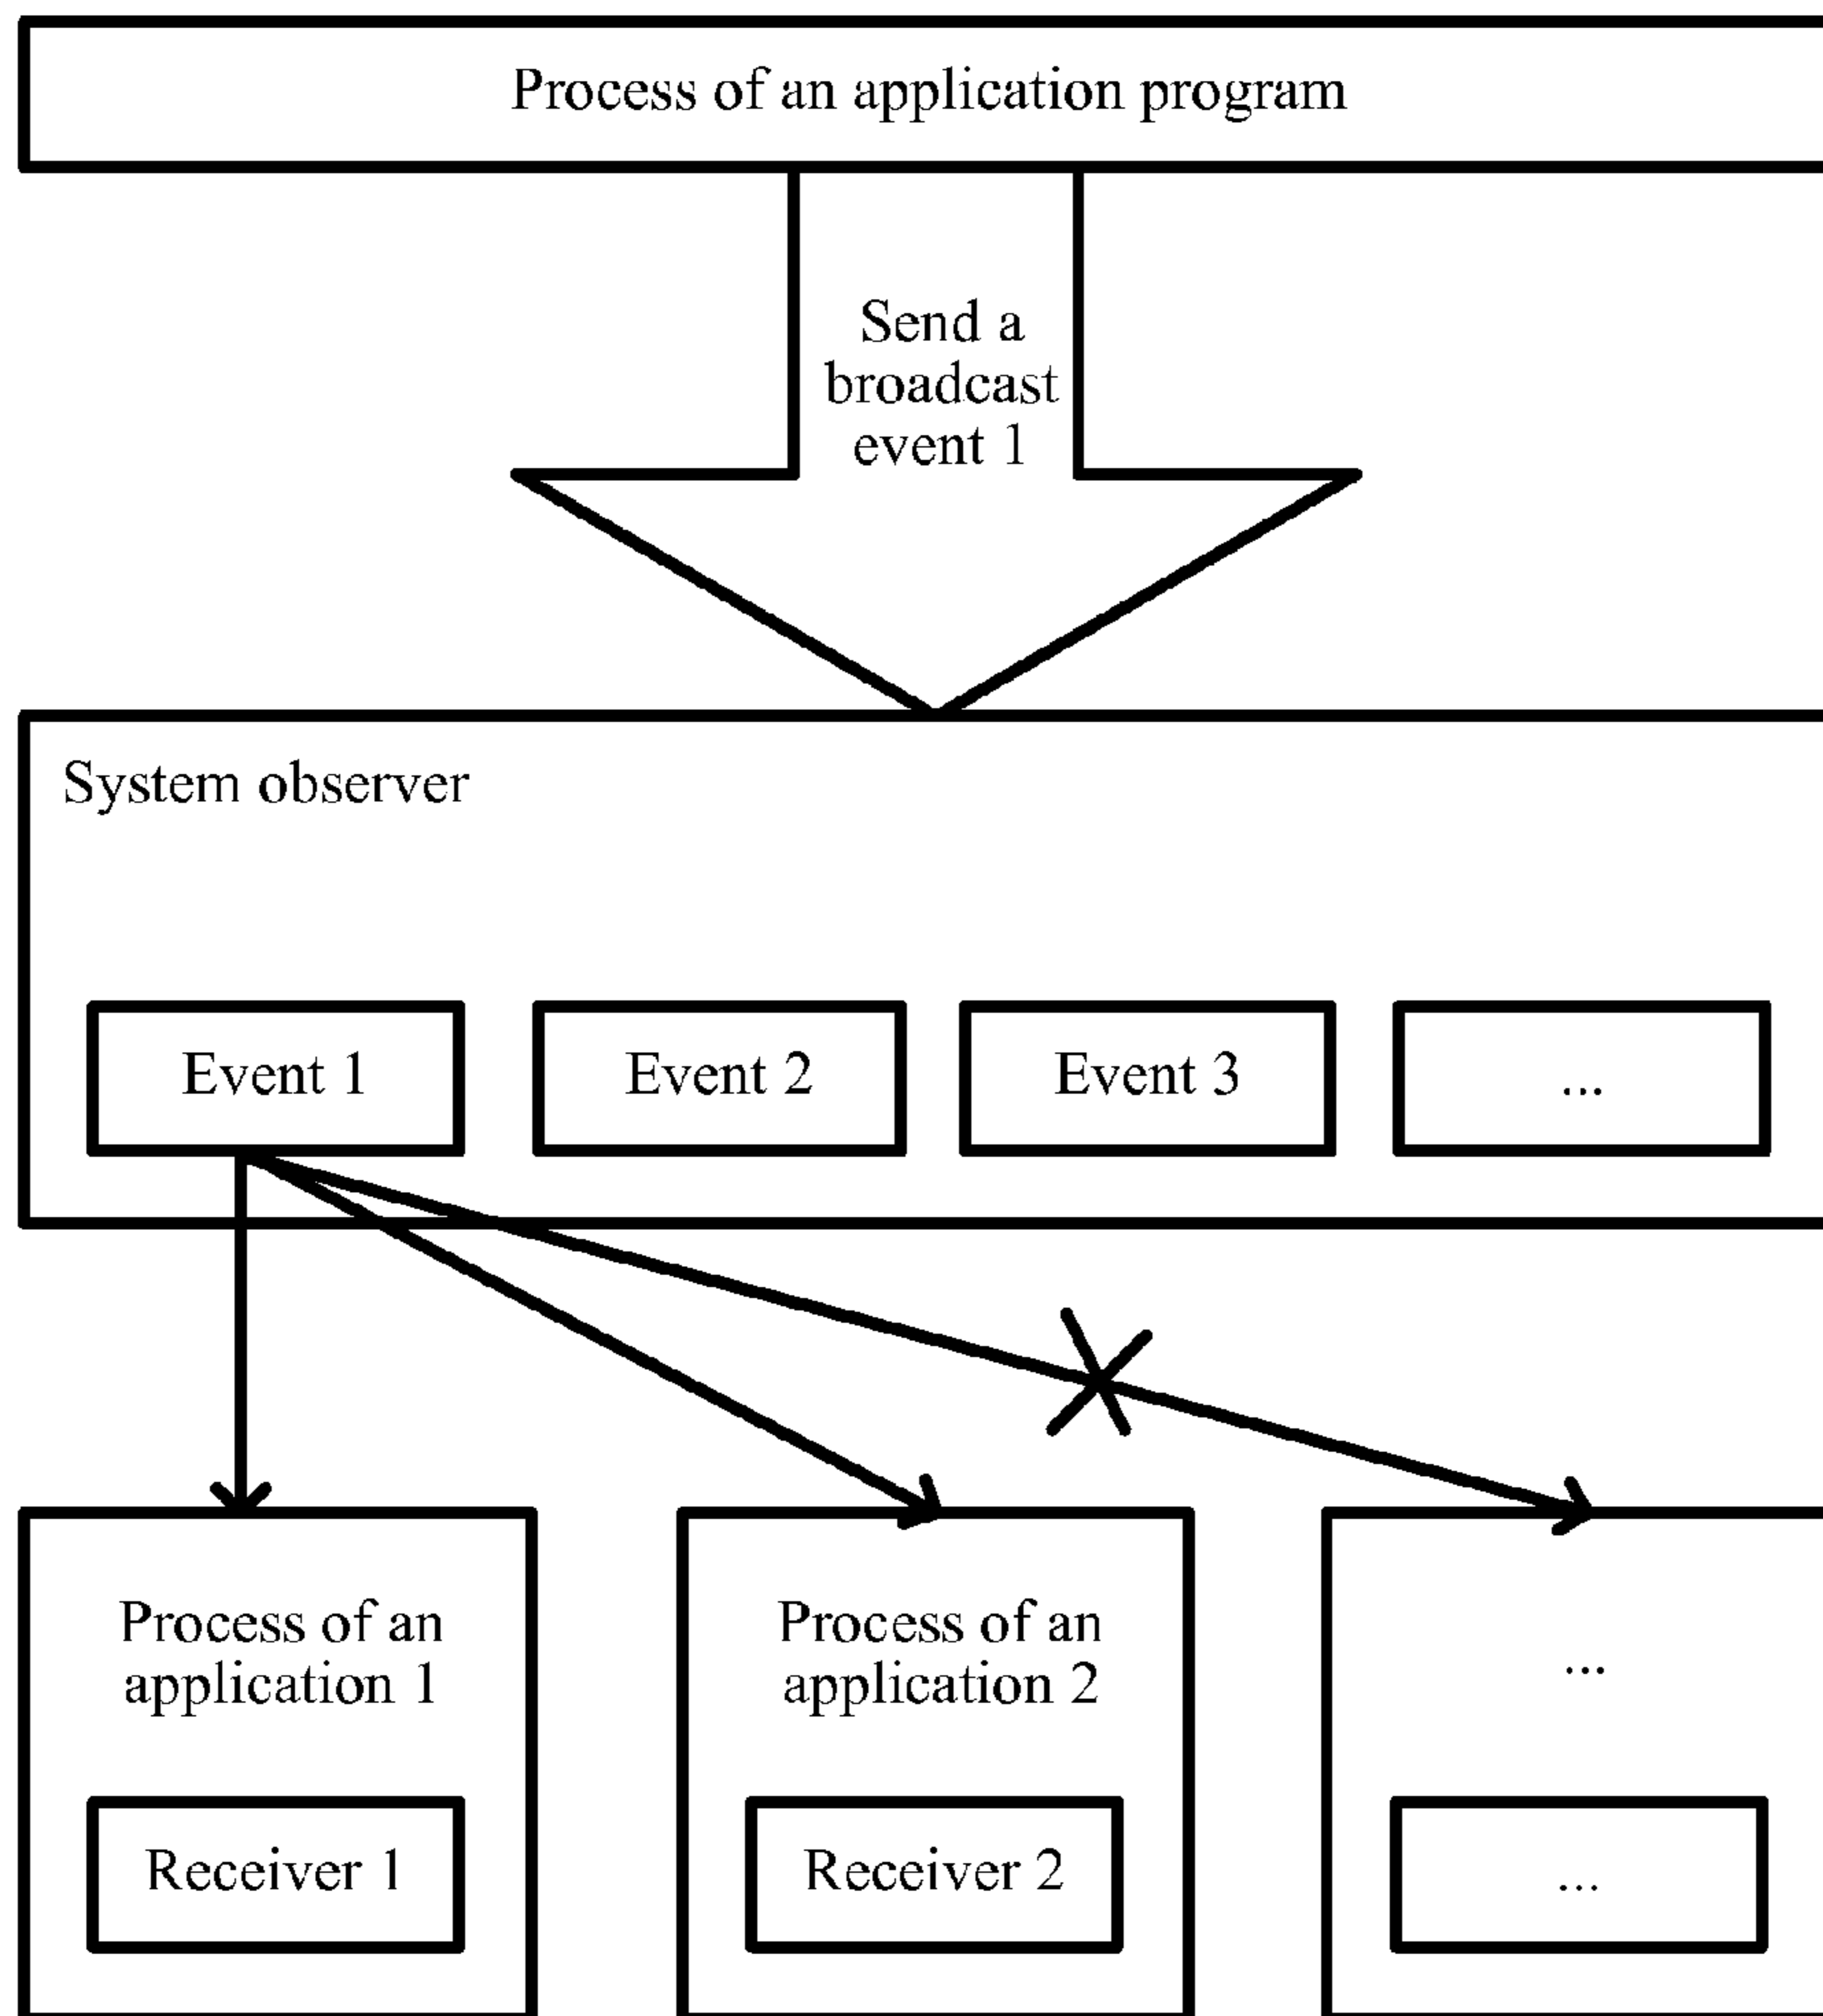 Process of an application program
Send a
broadcast
event 1
System observer
Event 1
Event 2
Event 3
...
Process of an
application 1
Process of an
application 2
...
Receiver 1
Receiver 2
...